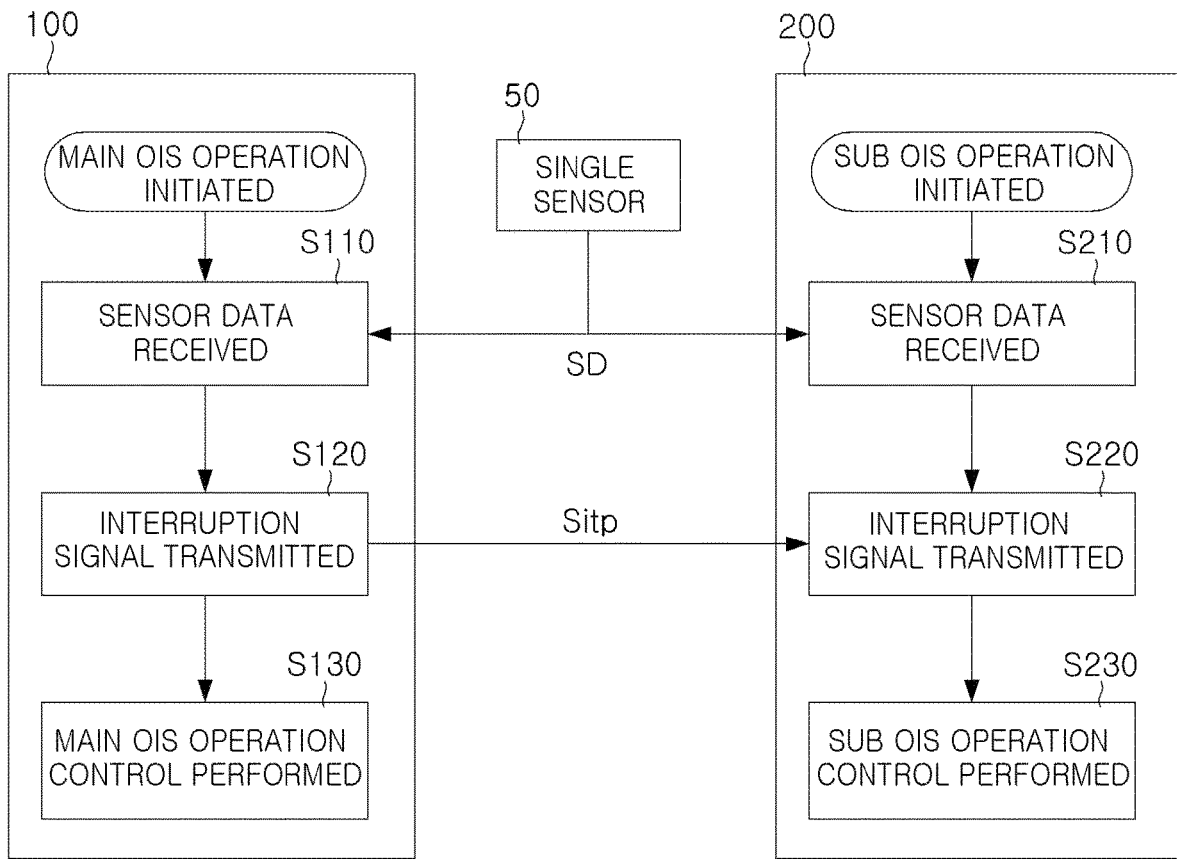 100
200
50
MAIN OIS OPERATION
INITIATED
SINGLE
SENSOR
SUB OIS OPERATION
INITIATED
S110
S210
SENSOR DATA
RECEIVED
SD
SENSOR DATA
RECEIVED
S120
S220
INTERRUPTION
SIGNAL TRANSMITTED
Sitp
INTERRUPTION
SIGNAL TRANSMITTED
S130
S230
MAIN OIS OPERATION
CONTROL PERFORMED
SUB OIS OPERATION
CONTROL PERFORMED